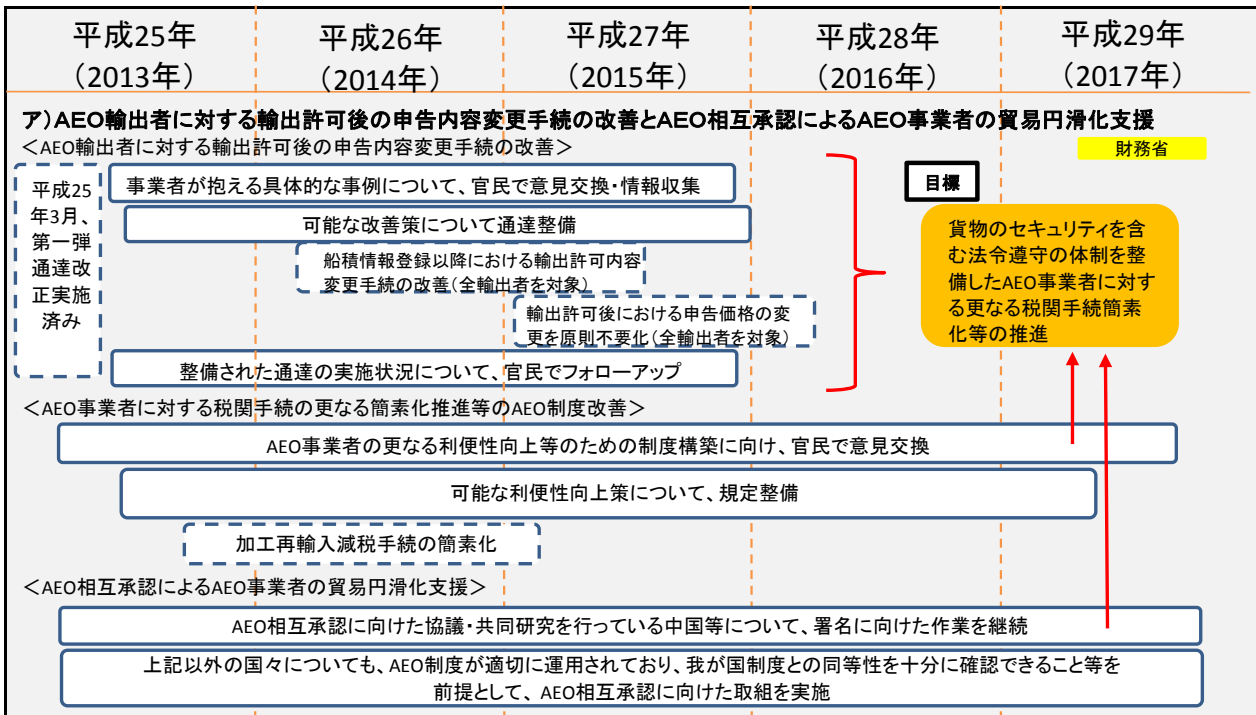 平成25年
(2013年)
平成26年
(2014年)
平成27年
(2015年)
平成28年
(2016年)
平成29年
(2017年)
ア)AEO輸出者に対する輸出許可後の申告内容変更手続の改善とAEO相互承認によるAEO事業者の貿易円滑化支援
<AEO輸出者に対する輸出許可後の申告内容変更手続の改善>
財務省
平成25
年3月、
第一弾
通達改
正実施
済み
事業者が抱える具体的な事例について、官民で意見交換・情報収集
可能な改善策について通達整備
船積情報登録以降における輸出許可内容
変更手続の改善(全輸出者を対象)
輸出許可後における申告価格の変
更を原則不要化(全輸出者を対象)
整備された通達の実施状況について、官民でフォローアップ
目標
貨物のセキュリティを含
む法令遵守の体制を整
備したAEO事業者に対す
る更なる税関手続簡素
化等の推進
<AEO事業者に対する税関手続の更なる簡素化推進等のAEO制度改善>
AEO事業者の更なる利便性向上等のための制度構築に向け、官民で意見交換
可能な利便性向上策について、規定整備
加工再輸入減税手続の簡素化
<AEO相互承認によるAEO事業者の貿易円滑化支援>
AEO相互承認に向けた協議・共同研究を行っている中国等について、署名に向けた作業を継続
上記以外の国々についても、AEO制度が適切に運用されており、我が国制度との同等性を十分に確認できること等を
前提として、AEO相互承認に向けた取組を実施